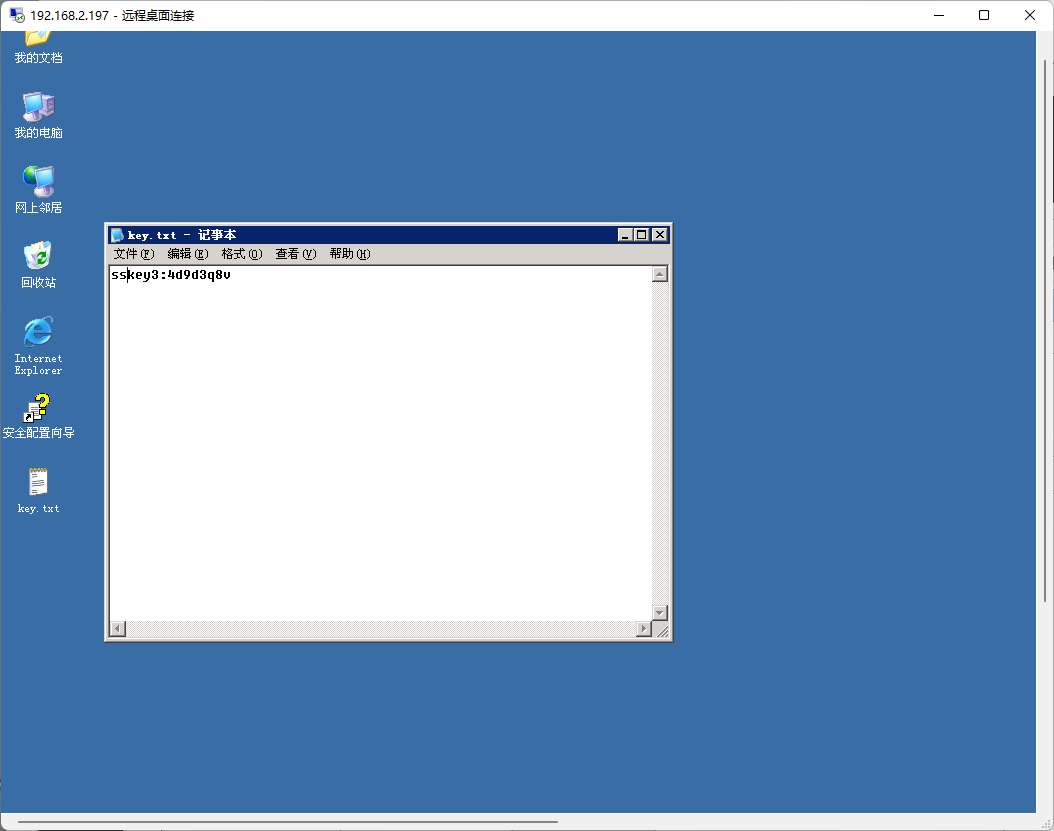 192.168.2.197 - 远程桌面连接
我的文档
我的电脑
网上邻居
回收站
Internet
Explorer
安全配置向导
key.txt
key.txt - 记事本
文件(F) 编辑(E) 格式(O) 查看(V) 帮助(H)
sskey3:4d9d3q8v